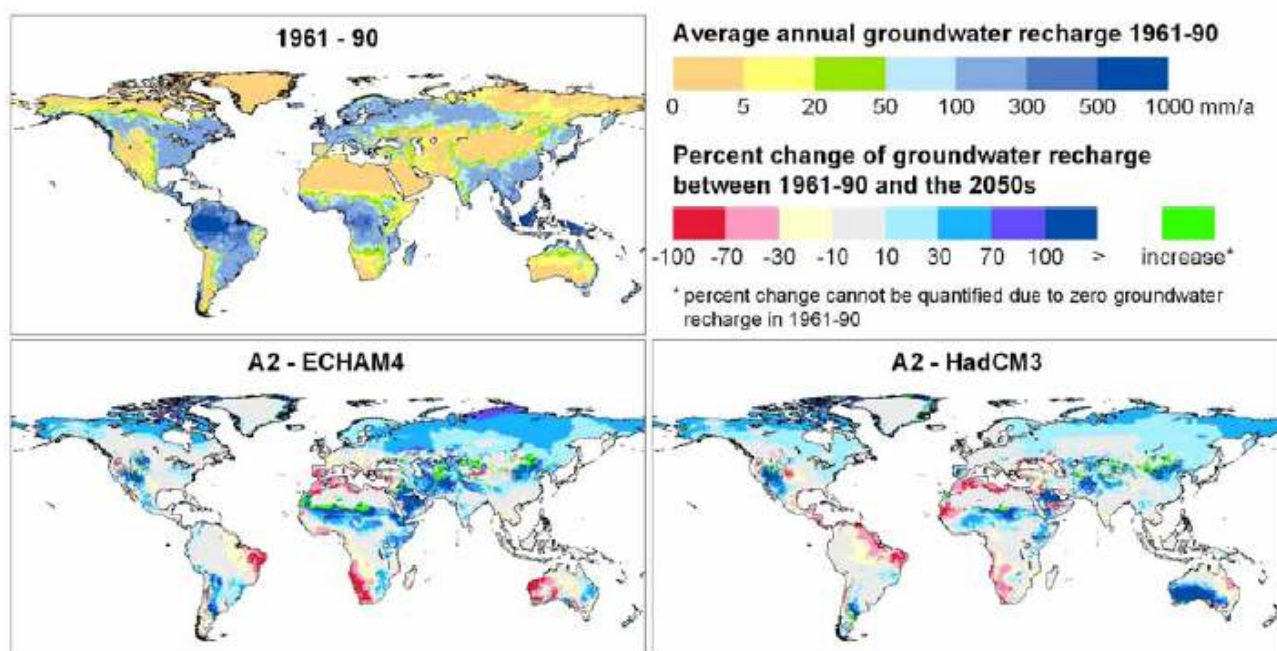 1961 - 90
Average annual groundwater recharge 1961-90
0 5 20 50 100 300 500 1000 mm/a
Percent change of groundwater recharge
between 1961-90 and the 2050s
-100 -70 -30 -10 10 30 70 100 > increase*
* percent change cannot be quantified due to zero groundwater
recharge in 1961-90
A2 - ECHAM4
A2 - HadCM3